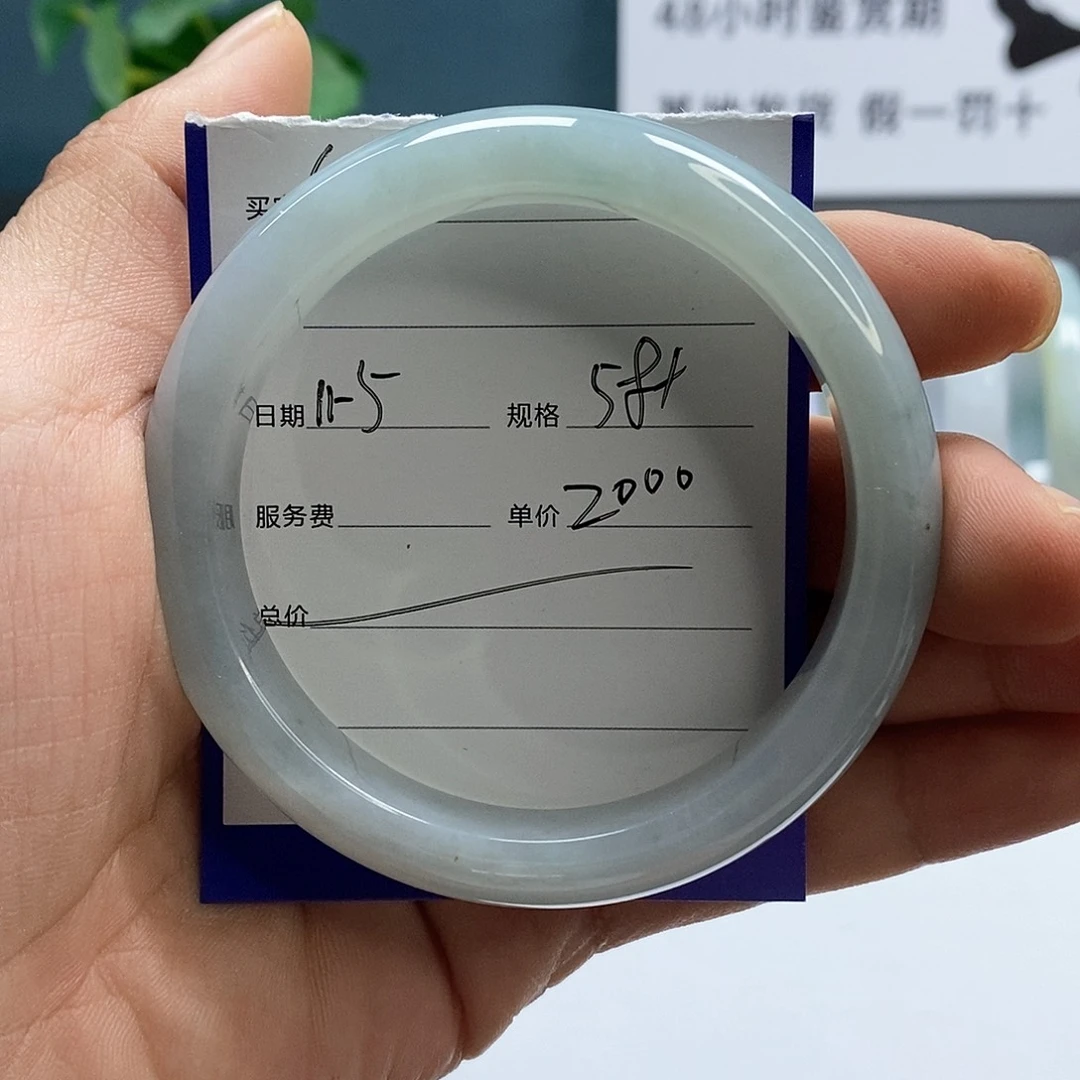 48小时鉴赏期
假一罚十
买
日期 11-5 规格 58+
服务费 单价 2000
总价